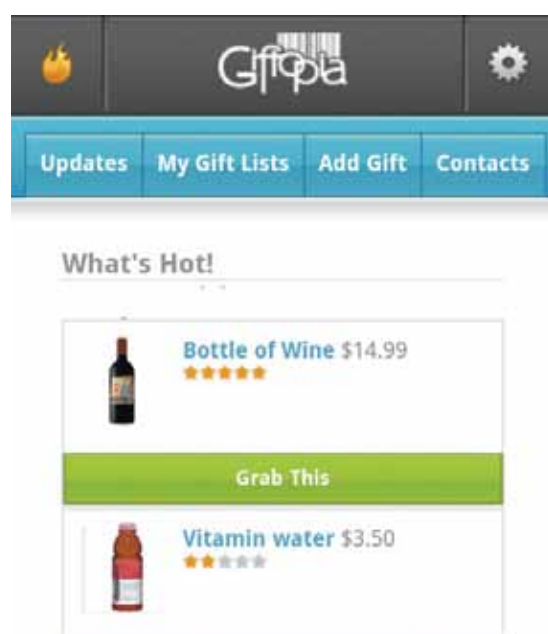 Giftopia
Updates My Gift Lists Add Gift Contacts
What's Hot!
Bottle of Wine $14.99
Grab This
Vitamin water $3.50